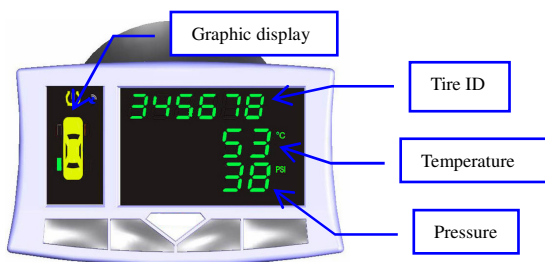 Graphic display
Tire ID
345678
53 °C
Temperature
38 PSI
Pressure